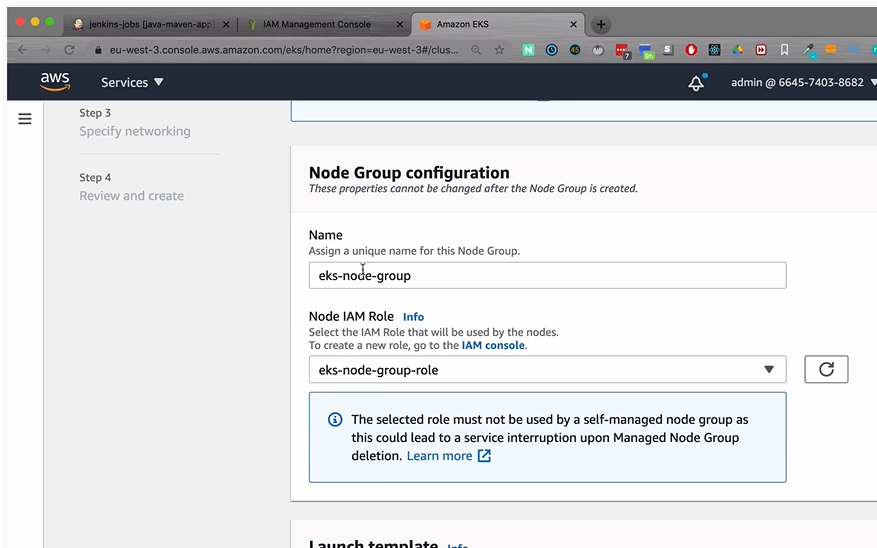 jenkins-jobs [java-maven-app]
IAM Management Console
Amazon EKS
eu-west-3.console.aws.amazon.com/eks/home?region=eu-west-3#/clus...
aws
Services
admin @ 6645-7403-8682
Step 3
Specify networking
Step 4
Review and create
Node Group configuration
These properties cannot be changed after the Node Group is created.
Name
Assign a unique name for this Node Group.
eks-node-group
Node IAM Role Info
Select the IAM Role that will be used by the nodes.
To create a new role, go to the IAM console.
eks-node-group-role
The selected role must not be used by a self-managed node group as
this could lead to a service interruption upon Managed Node Group
deletion. Learn more
Launch template Info